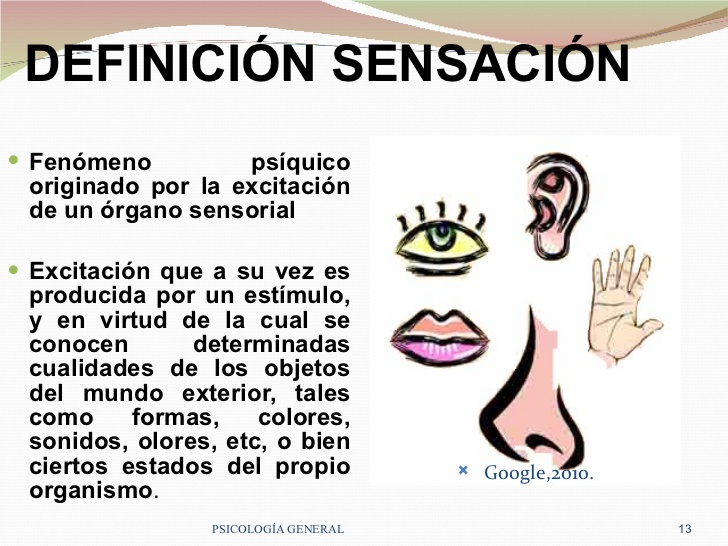 DEFINICIÓN SENSACIÓN
Fenómeno psíquico
originado por la excitación
de un órgano sensorial
Excitación que a su vez es
producida por un estímulo,
y en virtud de la cual se
conocen determinadas
cualidades de los objetos
del mundo exterior, tales
como formas, colores,
sonidos, olores, etc, o bien
ciertos estados del propio
organismo.
Google,2010.
PSICOLOGÍA GENERAL
13